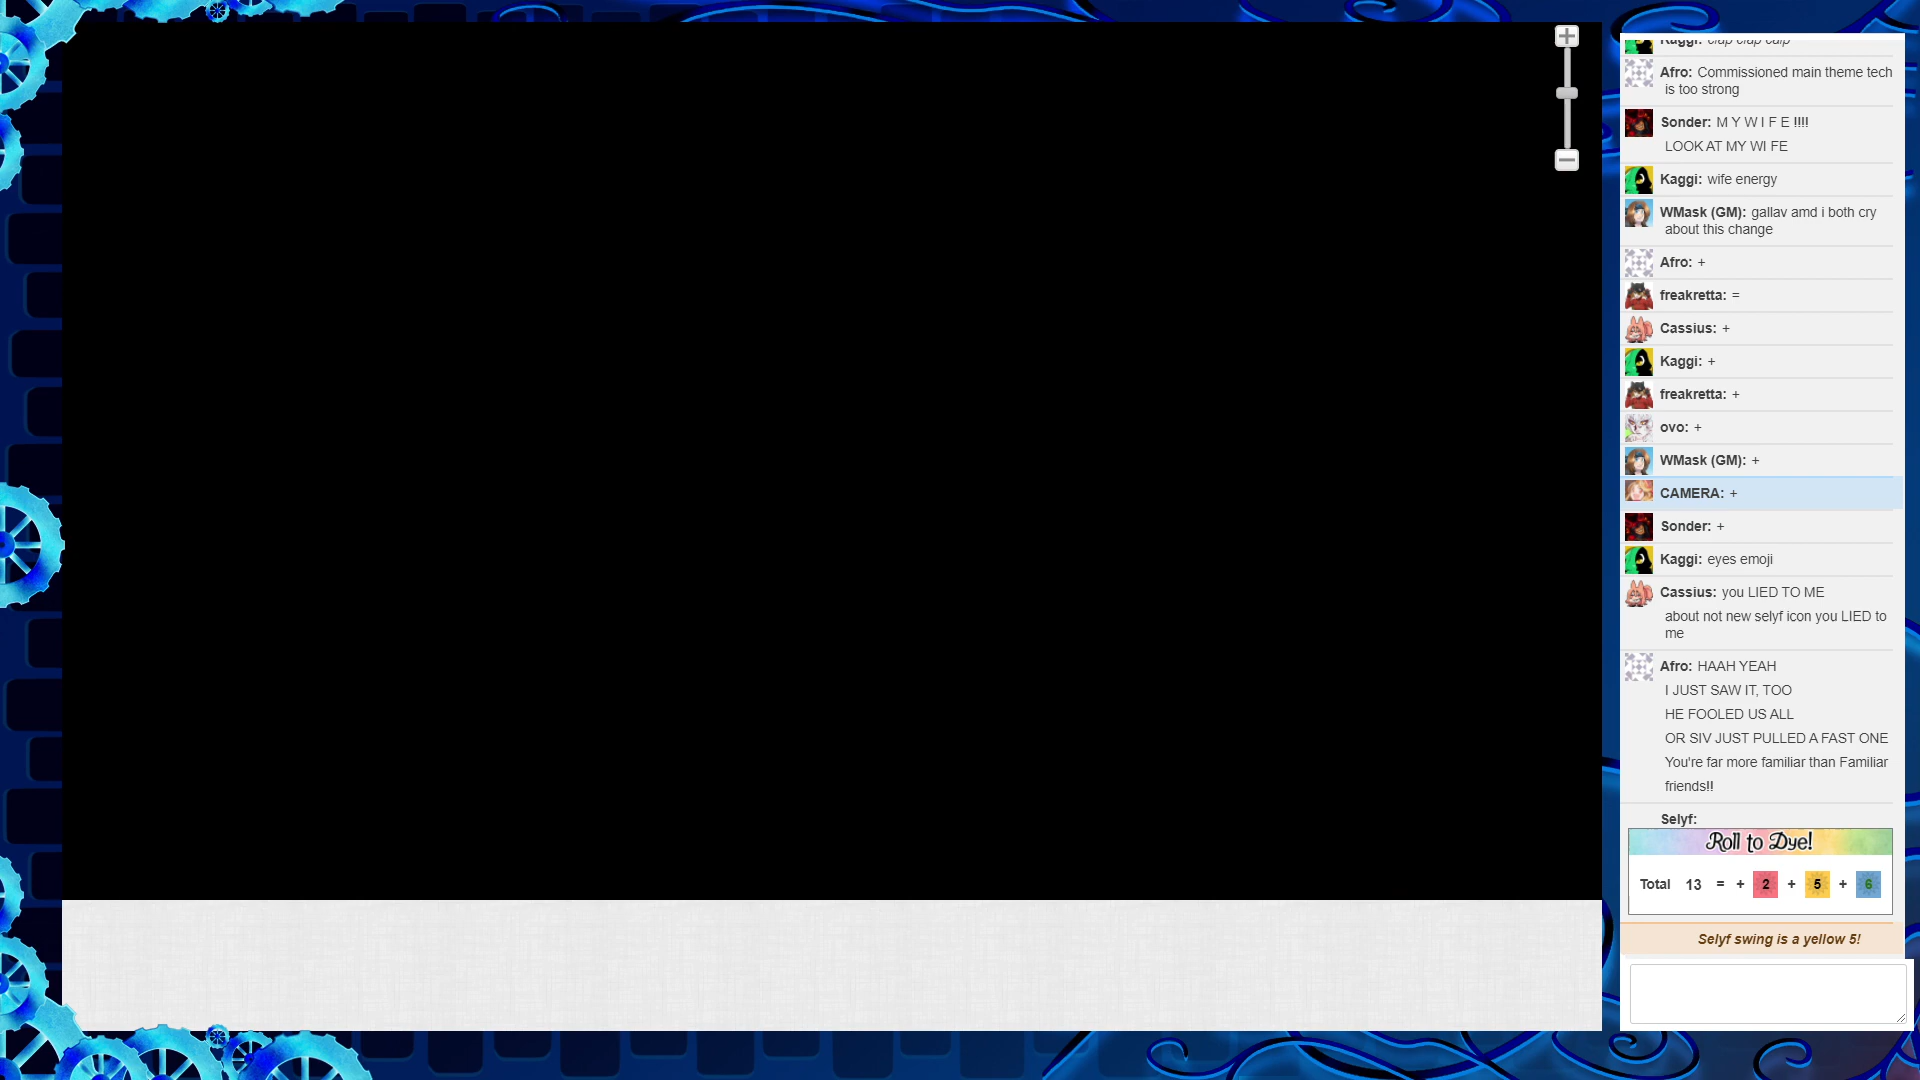 Kaggi: clap clap calp
Afro: Commissioned main theme tech
is too strong
Sonder: M Y W I F E !!!!
LOOK AT MY WI FE
Kaggi: wife energy
WMask (GM): gallav amd i both cry
about this change
Afro: +
freakretta: =
Cassius: +
Kaggi: +
freakretta: +
ovo: +
WMask (GM): +
CAMERA: +
Sonder: +
Kaggi: eyes emoji
Cassius: you LIED TO ME
about not new selyf icon you LIED to
me
Afro: HAAH YEAH
I JUST SAW IT, TOO
HE FOOLED US ALL
OR SIV JUST PULLED A FAST ONE
You're far more familiar than Familiar
friends!!
Selyf:
Roll to Dye!
Total 13 = + 2 + 5 + 6
Selyf swing is a yellow 5!